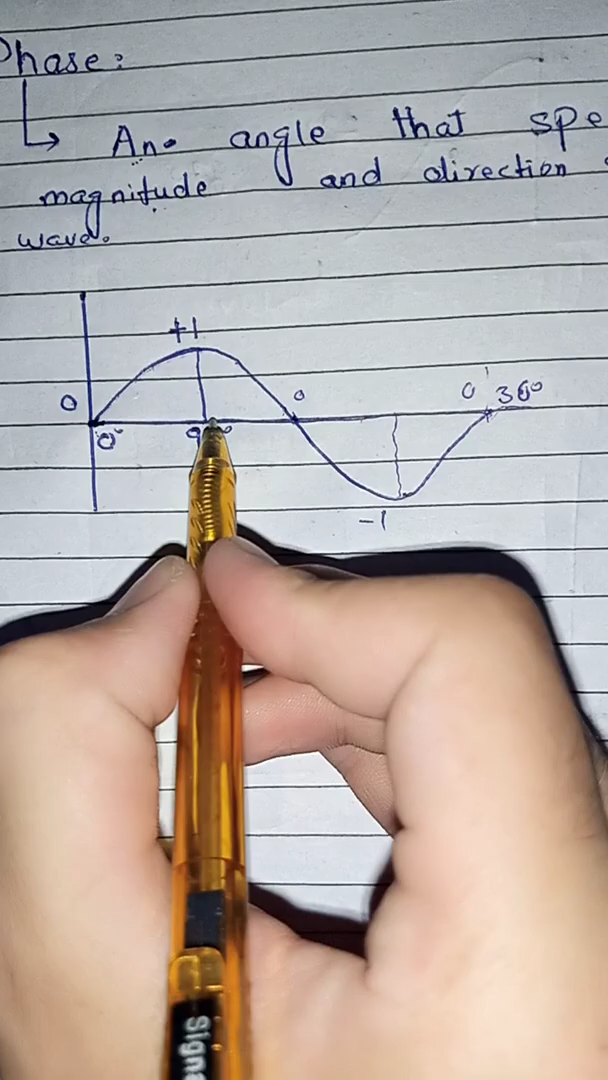 Phase:
An. angle that spe
magnitude and direction
wave.
+1
0
0
0 360
0°
-1
Signa